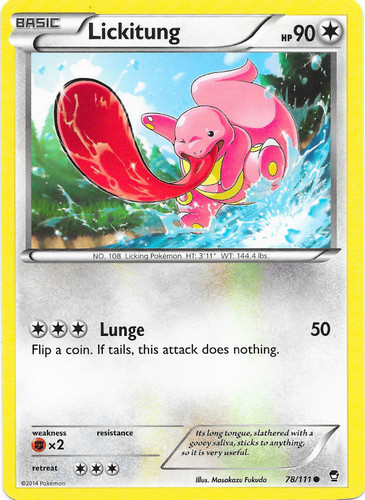 BASIC Lickitung HP 90
NO. 108 Licking Pokémon HT: 3'11" WT: 144.4 lbs.
Lunge 50
Flip a coin. If tails, this attack does nothing.
weakness resistance
×2
retreat
Its long tongue, slathered with a
gooey saliva, sticks to anything,
so it is very useful.
©2014 Pokémon
Illus. Masakazu Fukuda
78/111